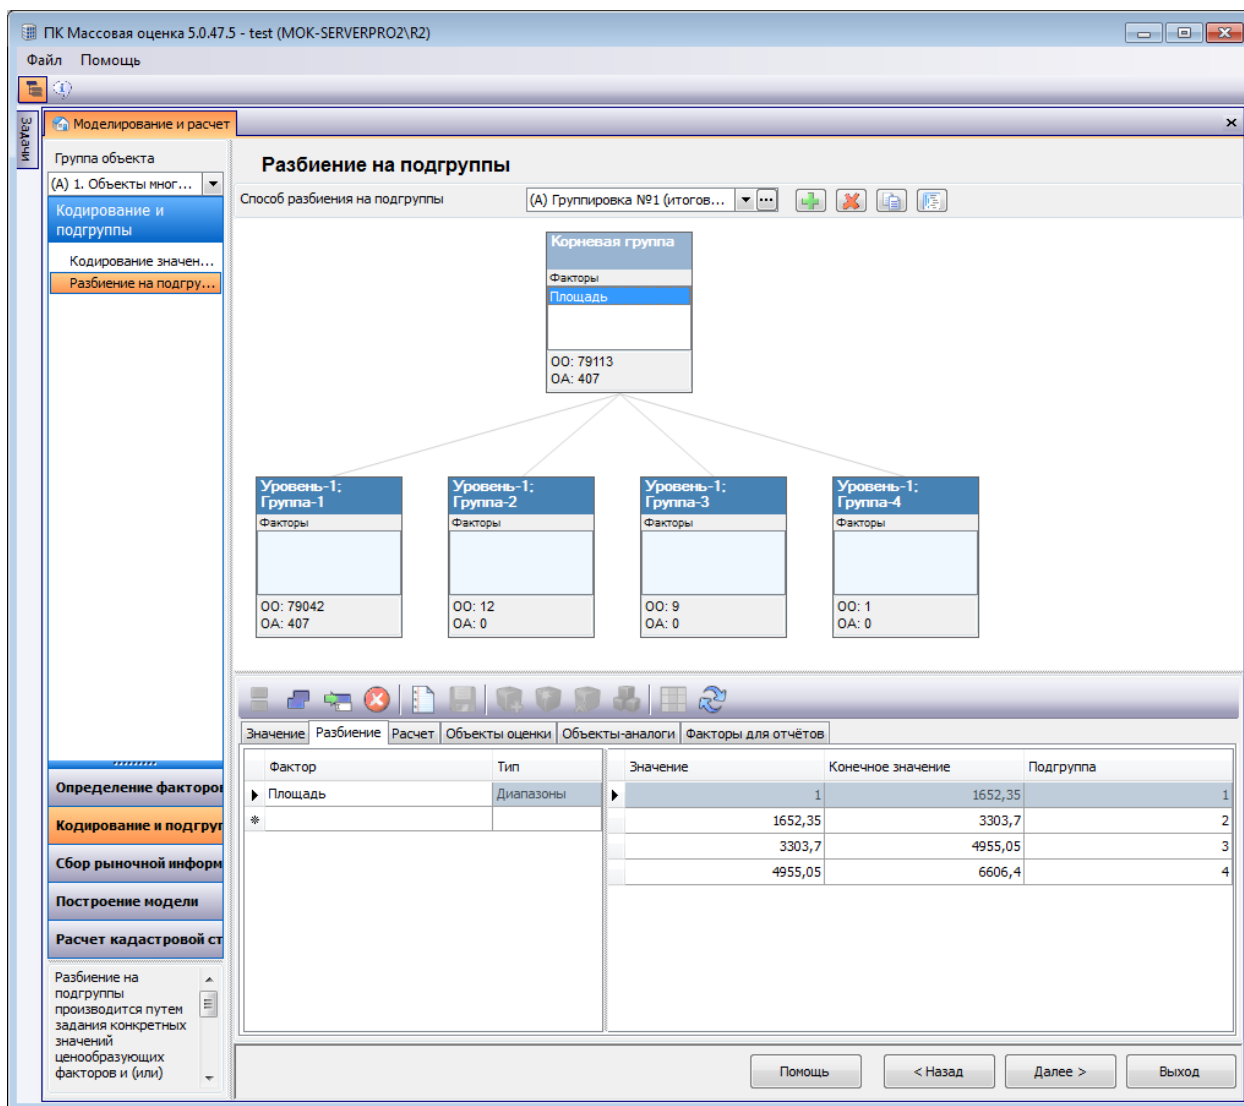 ПК Массовая оценка 5.0.47.5 - test (MOK-SERVERPRO2\R2)
Файл Помощь
Задачи
Моделирование и расчет
Группа объекта
(А) 1. Объекты мног...
Кодирование и
подгруппы
Кодирование значен...
Разбиение на подгру...
Разбиение на подгруппы
Способ разбиения на подгруппы
(А) Группировка №1 (итогов...
Корневая группа
Факторы
Площадь
ОО: 79113
ОА: 407
Уровень-1;
Группа-1
Факторы
ОО: 79042
ОА: 407
Уровень-1;
Группа-2
Факторы
ОО: 12
ОА: 0
Уровень-1;
Группа-3
Факторы
ОО: 9
ОА: 0
Уровень-1;
Группа-4
Факторы
ОО: 1
ОА: 0
Значение Разбиение Расчет Объекты оценки Объекты-аналоги Факторы для отчётов
Фактор Тип
Площадь Диапазоны
Значение Конечное значение Подгруппа
1 1652,35 1
1652,35 3303,7 2
3303,7 4955,05 3
4955,05 6606,4 4
Определение факторов
Кодирование и подгруп
Сбор рыночной информ
Построение модели
Расчет кадастровой ст
Разбиение на
подгруппы
производится путем
задания конкретных
значений
ценообразующих
факторов и (или)
Помощь
< Назад
Далее >
Выход